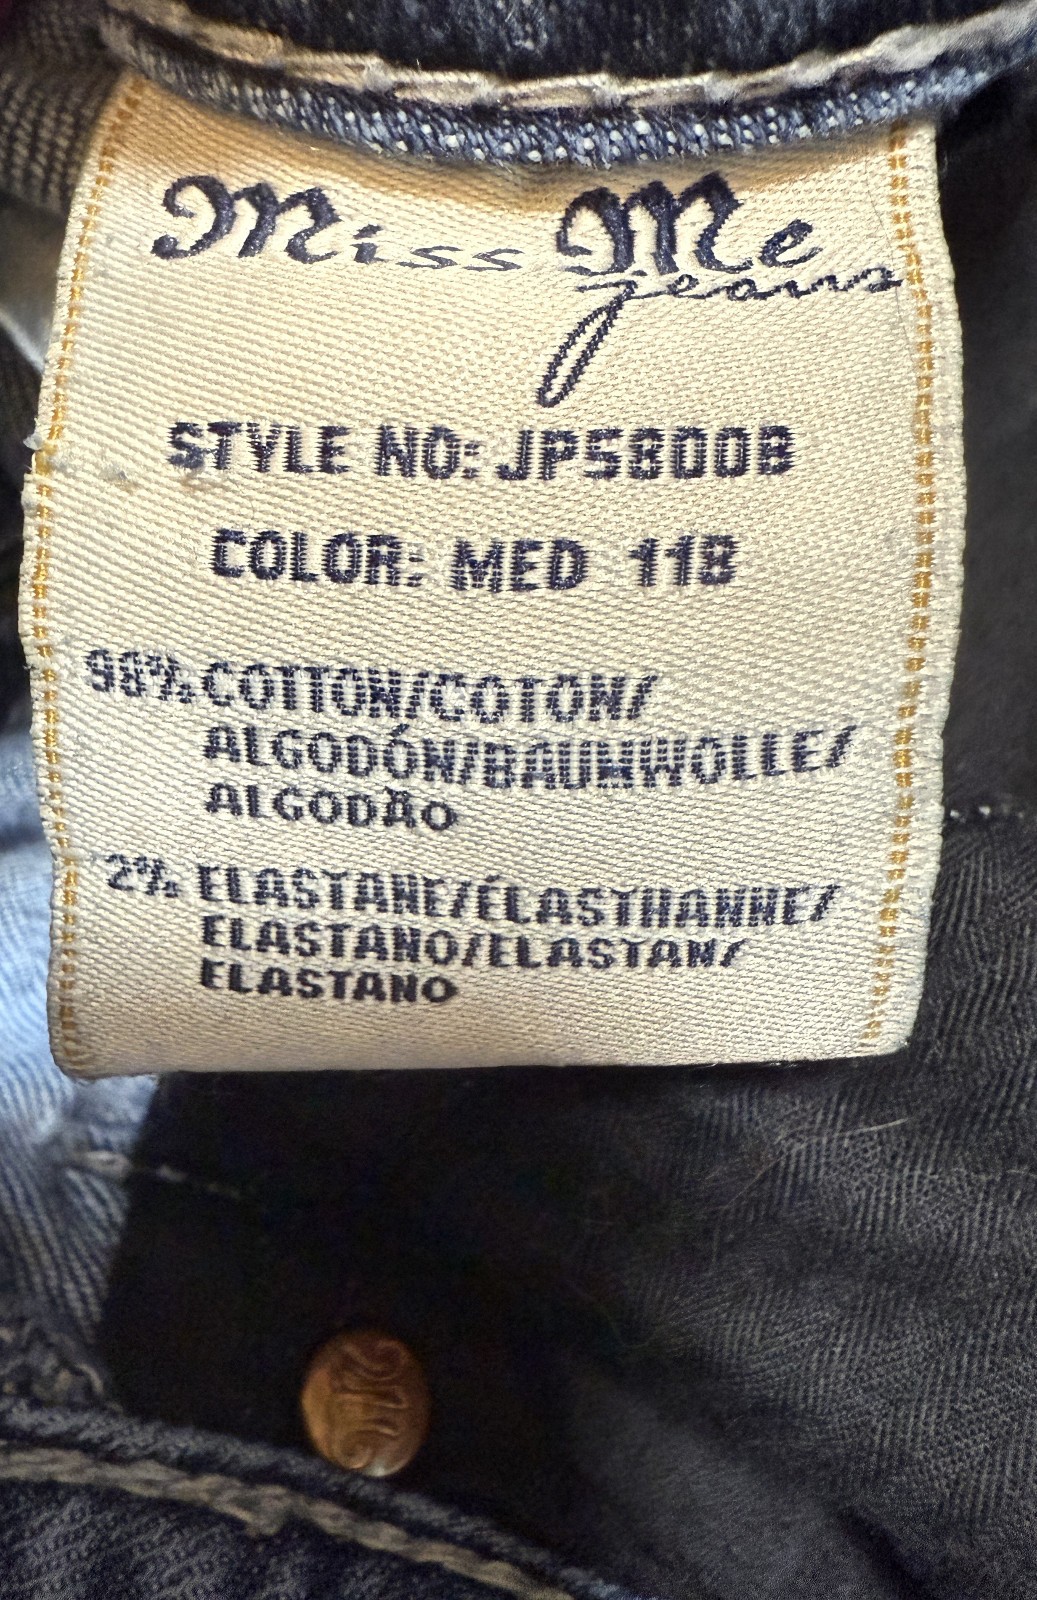 Miss Me
jeans
STYLE NO: JP5800B
COLOR: MED 118
98% COTTON/COTON/
ALGODÓN/BAUMWOLLE/
ALGODÃO
2% ELASTANE/ÉLASTHANNE/
ELASTANO/ELASTAN/
ELASTANO